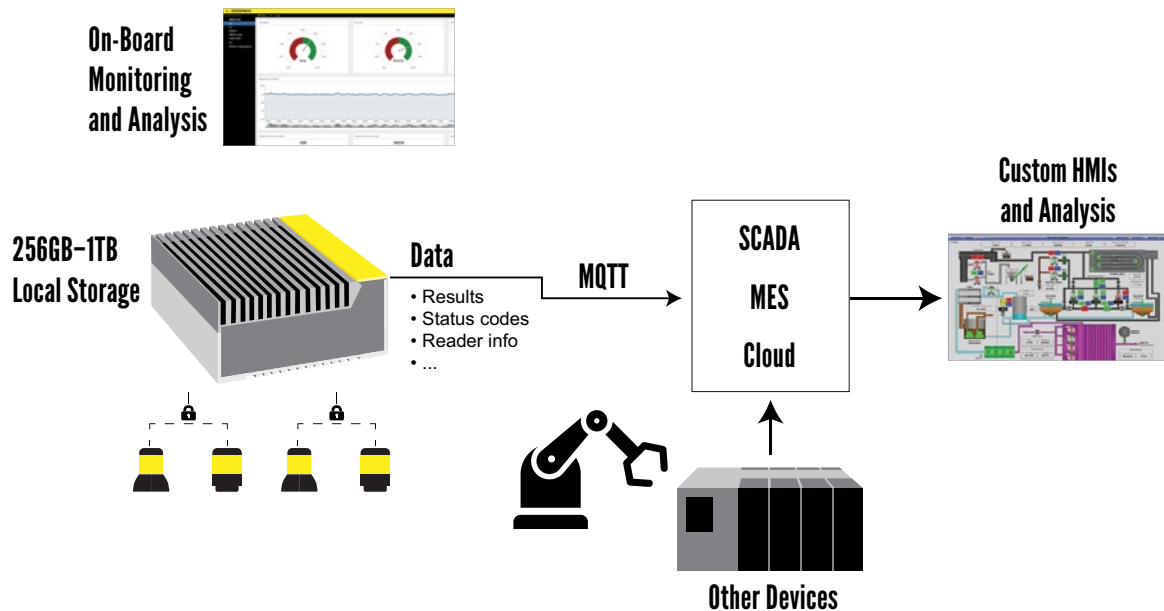 On-Board
Monitoring
and Analysis
256GB–1TB
Local Storage
Data
• Results
• Status codes
• Reader info
• ...
MQTT
SCADA
MES
Cloud
Custom HMIs
and Analysis
Other Devices